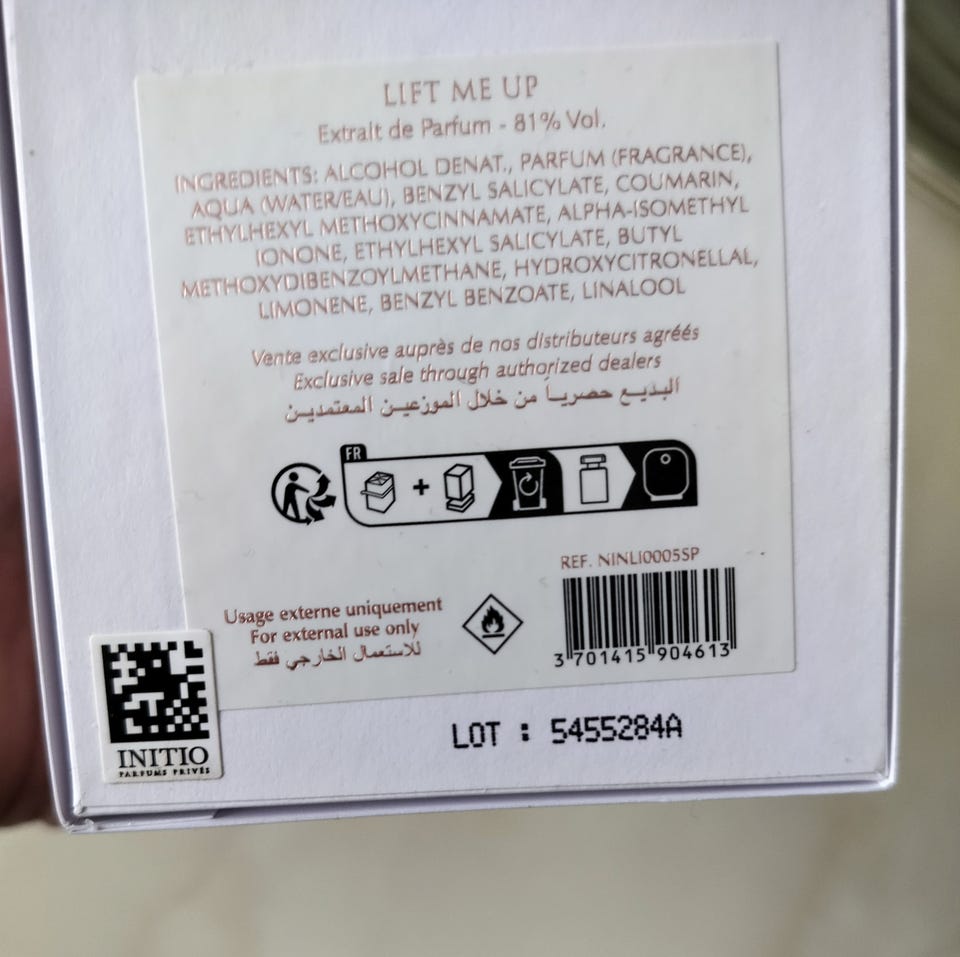 LIFT ME UP
Extrait de Parfum - 81% Vol.
INGREDIENTS: ALCOHOL DENAT., PARFUM (FRAGRANCE),
AQUA (WATER/EAU), BENZYL SALICYLATE, COUMARIN,
ETHYLHEXYL METHOXYCINNAMATE, ALPHA-ISOMETHYL
IONONE, ETHYLHEXYL SALICYLATE, BUTYL
METHOXYDIBENZOYLMETHANE, HYDROXYCITRONELLAL,
LIMONENE, BENZYL BENZOATE, LINALOOL
Vente exclusive auprès de nos distributeurs agréés
Exclusive sale through authorized dealers
البديع حصرياً من خلال الموزعين المعتمدين
FR
REF. NINLI0005SP
Usage externe uniquement
For external use only
للاستعمال الخارجي فقط
3 701415 904613
INITIO
PARFUMS PRIVÉS
LOT : 5455284A